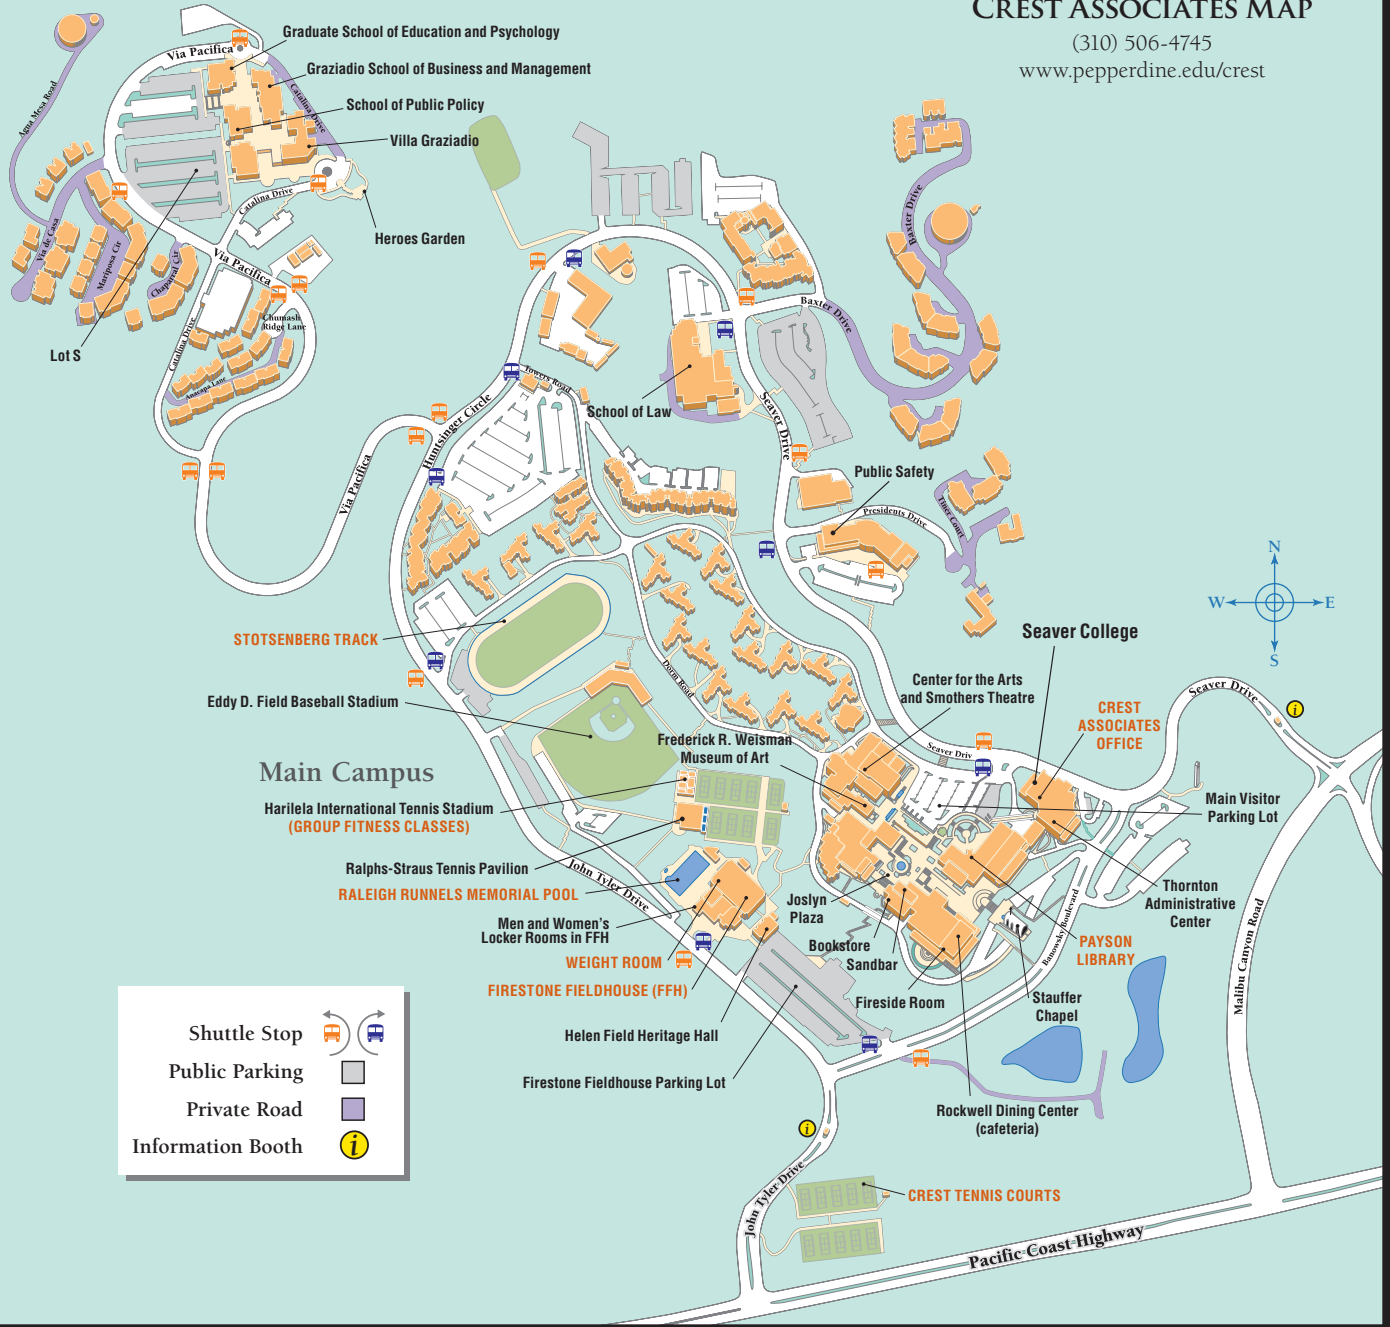 CREST ASSOCIATES MAP
(310) 506-4745
www.pepperdine.edu/crest
Graduate School of Education and Psychology
Via Pacifica
Graziadio School of Business and Management
Catalina Drive
School of Public Policy
Agua Mesa Road
Villa Graziadio
Catalina Drive
Heroes Garden
Via de Casa
Mariposa Cir
Chaparral Cir
Via Pacifica
Baxter Drive
Chumash
Ridge Lane
Baxter Drive
Catalina Drive
Lot S
Anacapa Lane
Towers Road
School of Law
Huntsinger Circle
Seaver Drive
Via Pacifica
Public Safety
Presidents Drive
Tiner Court
N
W
E
S
STOTSENBERG TRACK
Seaver College
Dorm Road
Center for the Arts
and Smothers Theatre
Seaver Drive
Eddy D. Field Baseball Stadium
CREST
ASSOCIATES
OFFICE
Frederick R. Weisman
Museum of Art
Seaver Driv
Main Campus
Harilela International Tennis Stadium
(GROUP FITNESS CLASSES)
Main Visitor
Parking Lot
Ralphs-Straus Tennis Pavilion
John Tyler Drive
RALEIGH RUNNELS MEMORIAL POOL
Joslyn
Plaza
Thornton
Administrative
Center
Men and Women's
Locker Rooms in FFH
Bookstore
Sandbar
Banowsky Boulevard
PAYSON
LIBRARY
Malibu Canyon Road
WEIGHT ROOM
FIRESTONE FIELDHOUSE (FFH)
Fireside Room
Stauffer
Chapel
Helen Field Heritage Hall
Firestone Fieldhouse Parking Lot
Rockwell Dining Center
(cafeteria)
Shuttle Stop
Public Parking
Private Road
Information Booth
i
i
i
John Tyler Drive
CREST TENNIS COURTS
Pacific Coast Highway